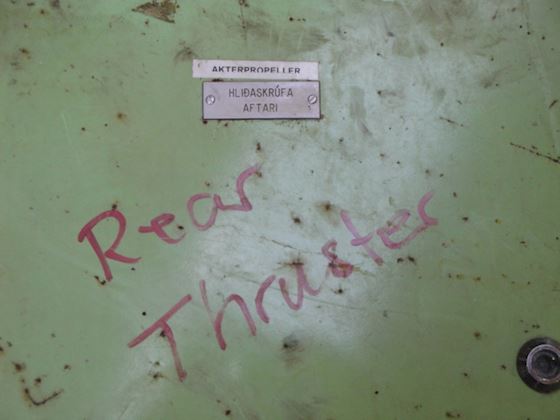 AKTERPROPELLER
HLIÐASKRÚFA
AFTARI
Rear
Thruster